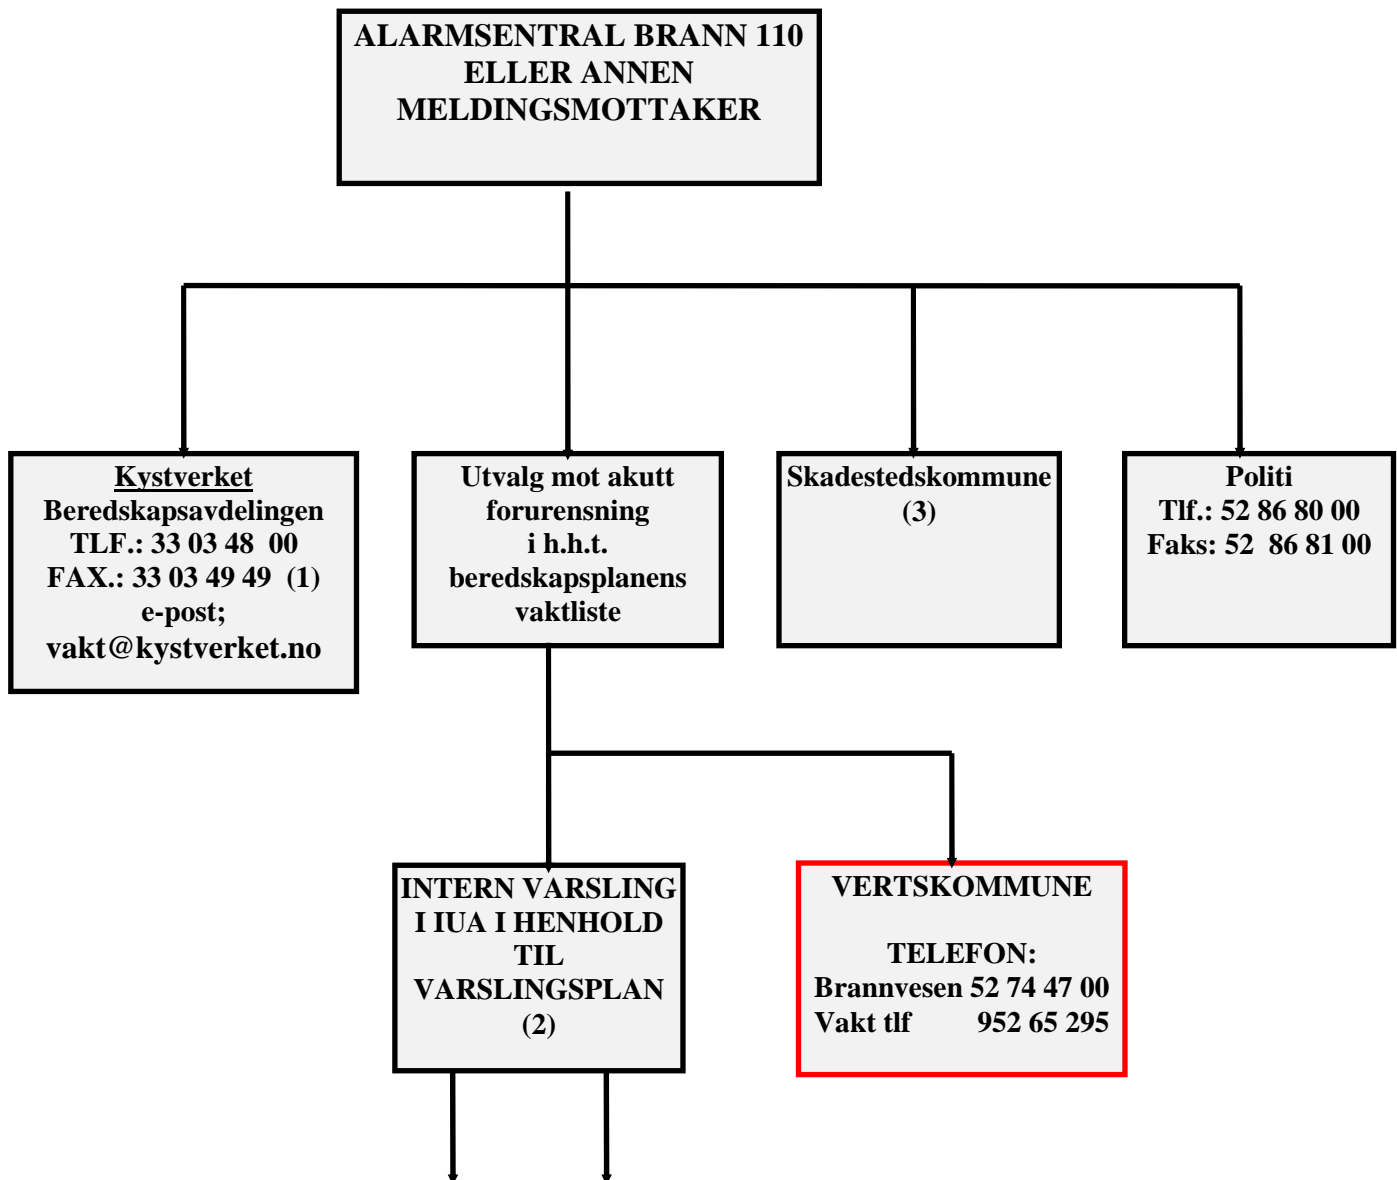 ALARMSENTRAL BRANN 110
ELLER ANNEN
MELDINGSMOTTAKER
Kystverket
Beredskapsavdelingen
TLF.: 33 03 48  00
FAX.: 33 03 49 49  (1)
e-post;
vakt@kystverket.no
Utvalg mot akutt
forurensning
i h.h.t.
beredskapsplanens
vaktliste
Skadestedskommune
(3)
Politi
Tlf.: 52 86 80 00
Faks: 52  86 81 00
INTERN VARSLING
I IUA I HENHOLD
TIL
VARSLINGSPLAN
(2)
VERTSKOMMUNE
TELEFON:
Brannvesen 52 74 47 00
Vakt tlf        952 65 295